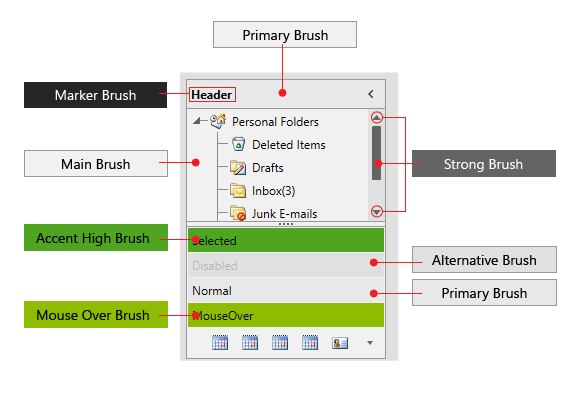 Primary Brush
Marker Brush
Header
Personal Folders
Deleted Items
Main Brush
Drafts
Strong Brush
Inbox(3)
Junk E-mails
Accent High Brush
Selected
Alternative Brush
Disabled
Normal
Primary Brush
Mouse Over Brush
MouseOver